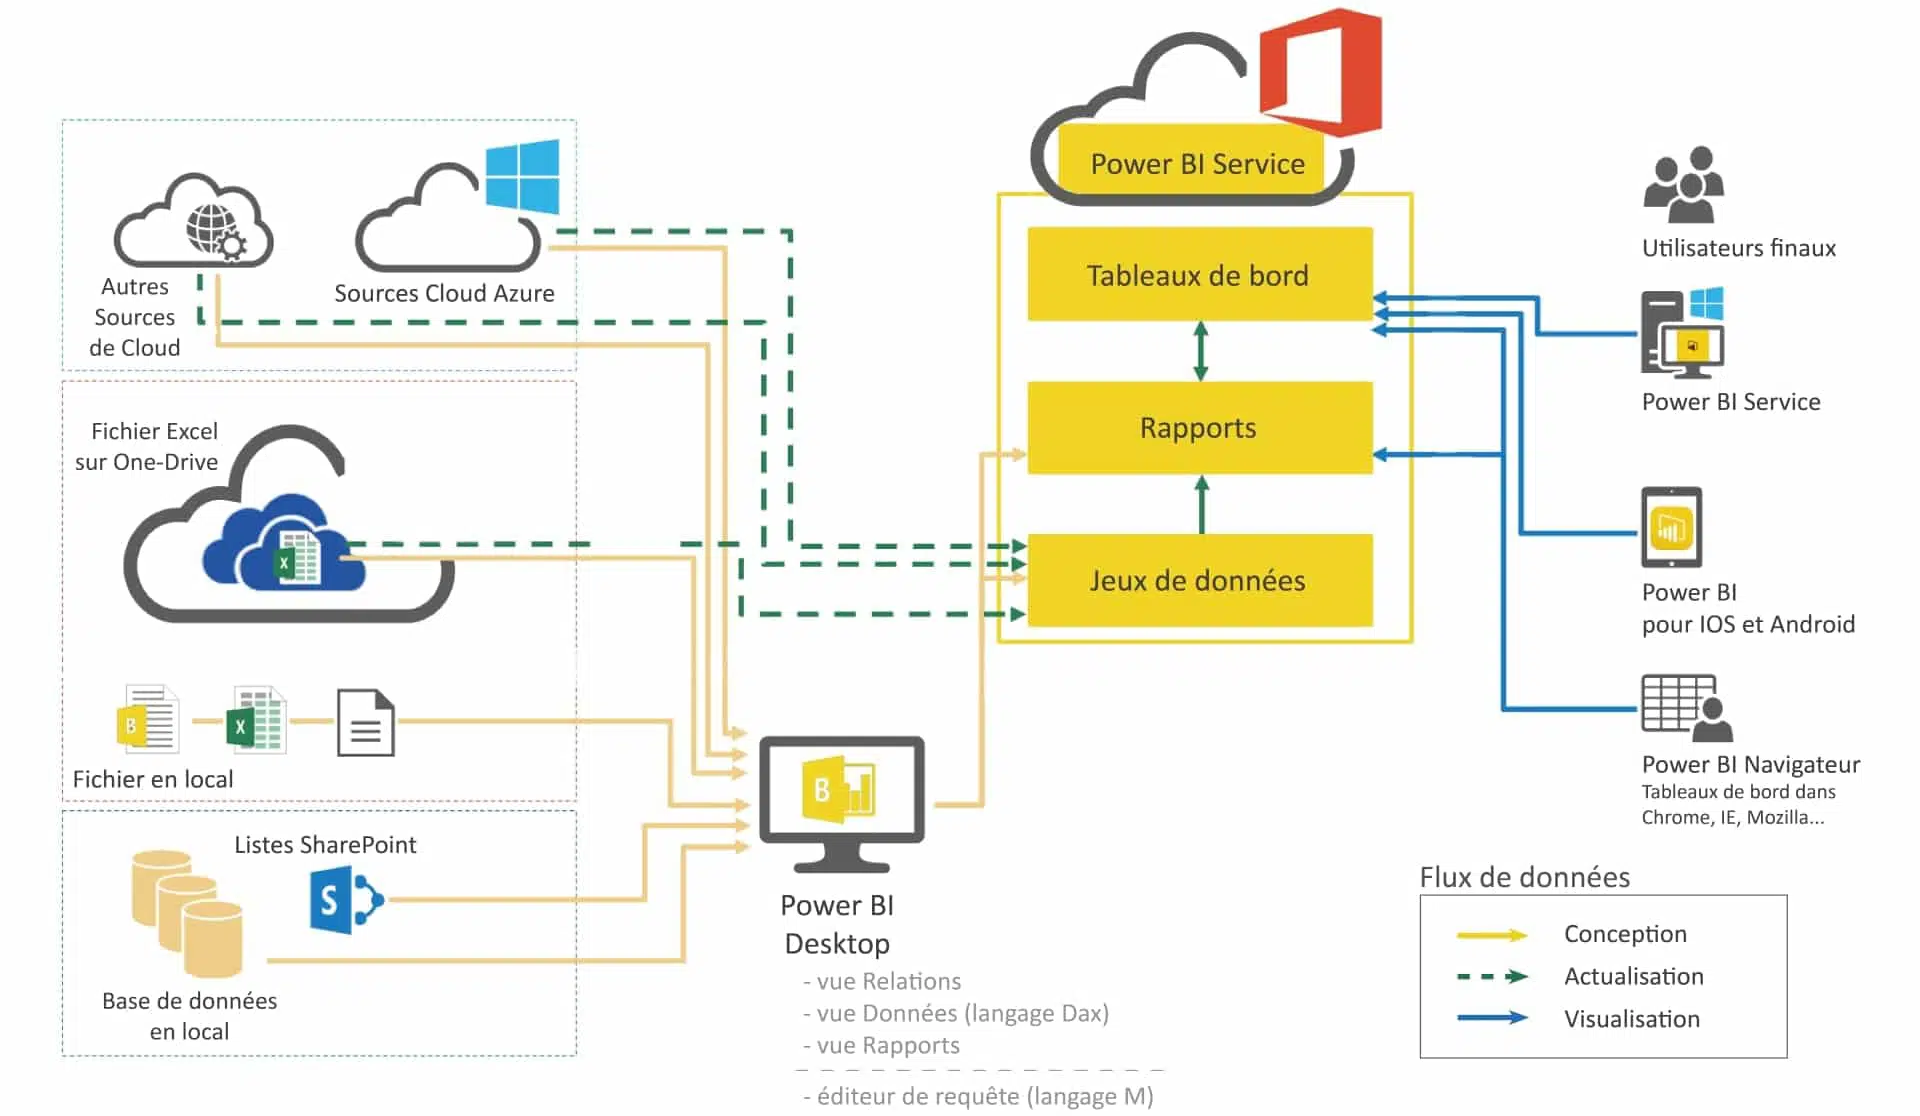 Power BI Service
Autres
Sources
de Cloud
Sources Cloud Azure
Fichier Excel
sur One-Drive
X
B
X
Fichier en local
Listes SharePoint
S
Base de données
en local
B
Power BI
Desktop
- vue Relations
- vue Données (langage Dax)
- vue Rapports
- éditeur de requête (langage M)
Tableaux de bord
Rapports
Jeux de données
Utilisateurs finaux
Power BI Service
Power BI
pour IOS et Android
Power BI Navigateur
Tableaux de bord dans
Chrome, IE, Mozilla...
Flux de données
Conception
Actualisation
Visualisation